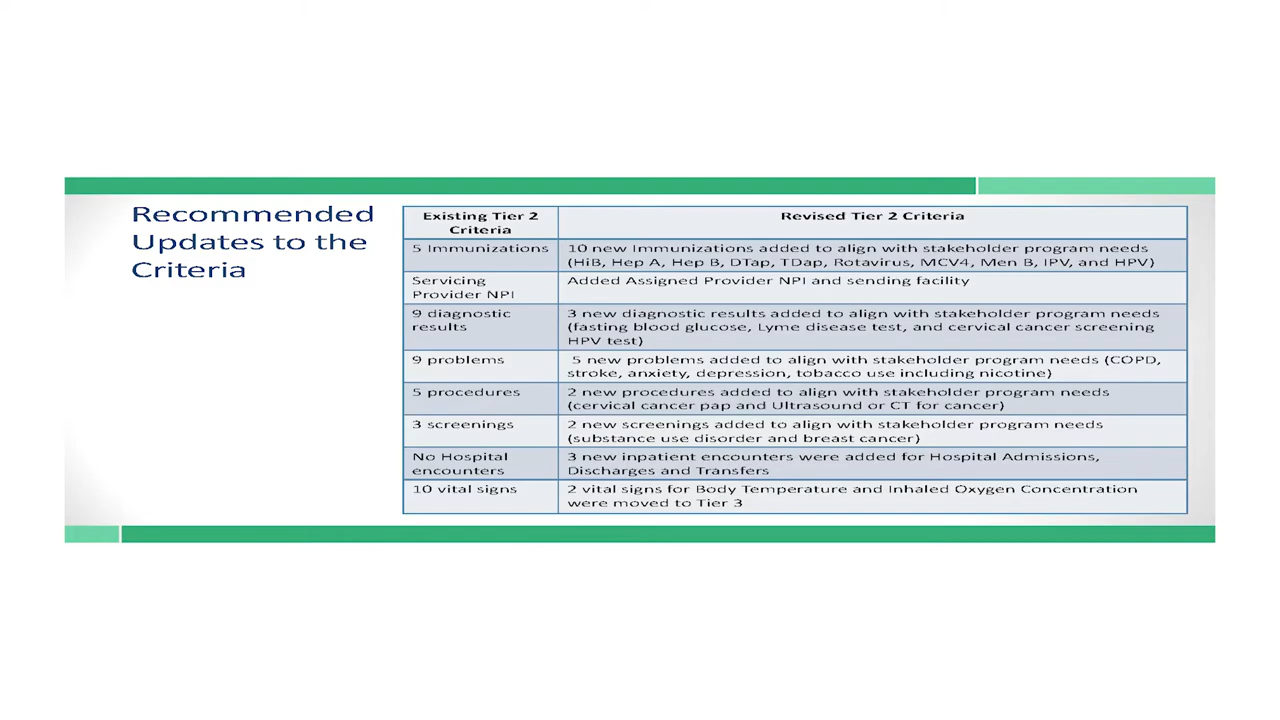 Recommended
Updates to the
Criteria
Existing Tier 2
Criteria
Revised Tier 2 Criteria
5 Immunizations
10 new Immunizations added to align with stakeholder program needs
(HiB, Hep A, Hep B, DTap, TDap, Rotavirus, MCV4, Men B, IPV, and HPV)
Servicing
Provider NPI
Added Assigned Provider NPI and sending facility
9 diagnostic
results
3 new diagnostic results added to align with stakeholder program needs
(fasting blood glucose, Lyme disease test, and cervical cancer screening
HPV test)
9 problems
5 new problems added to align with stakeholder program needs (COPD,
stroke, anxiety, depression, tobacco use including nicotine)
5 procedures
2 new procedures added to align with stakeholder program needs
(cervical cancer pap and Ultrasound or CT for cancer)
3 screenings
2 new screenings added to align with stakeholder program needs
(substance use disorder and breast cancer)
No Hospital
encounters
3 new inpatient encounters were added for Hospital Admissions,
Discharges and Transfers
10 vital signs
2 vital signs for Body Temperature and Inhaled Oxygen Concentration
were moved to Tier 3